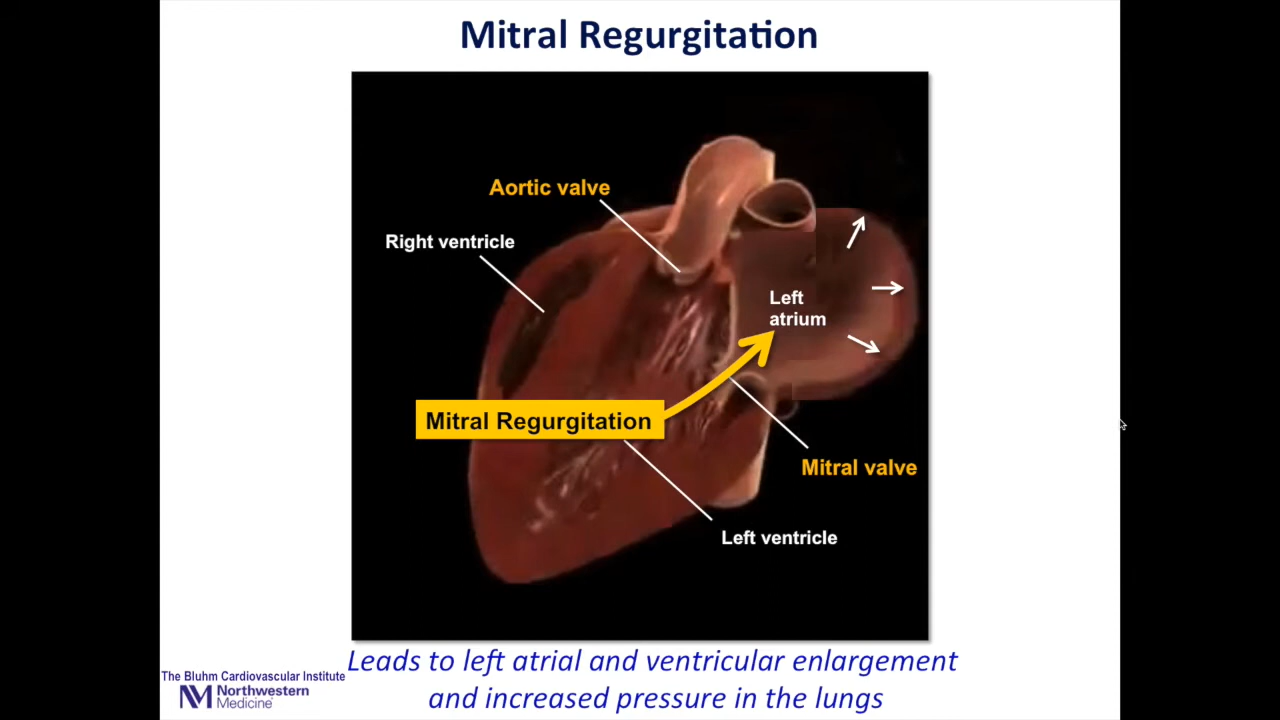 Mitral Regurgitation
Aortic valve
Right ventricle
Left
atrium
Mitral Regurgitation
Mitral valve
Left ventricle
Leads to left atrial and ventricular enlargement
and increased pressure in the lungs
The Bluhm Cardiovascular Institute
NM Northwestern
Medicine®